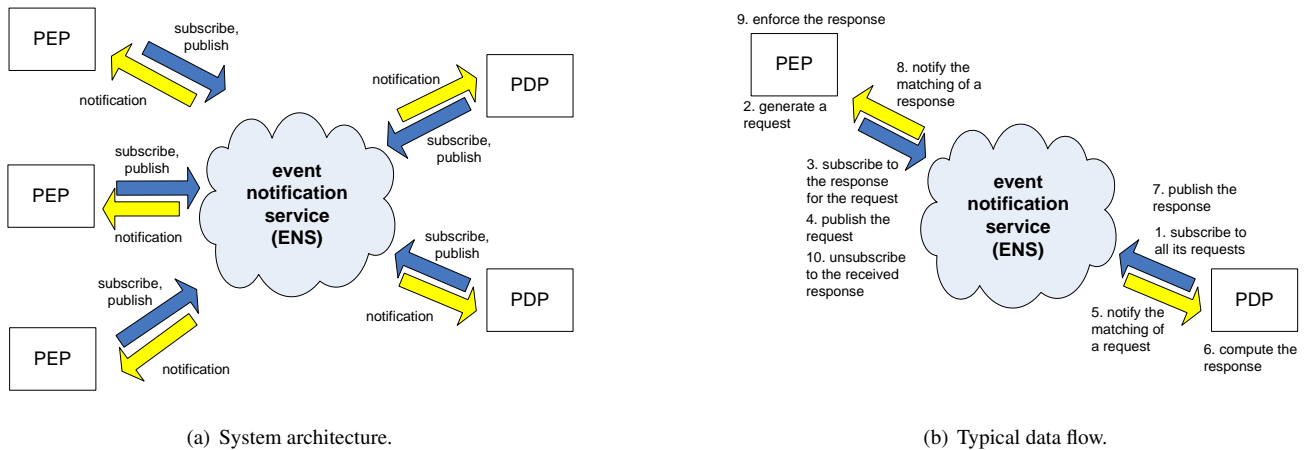 PEP
subscribe,
publish
notification
notification
PDP
subscribe,
publish
subscribe,
publish
PEP
notification
event
notification
service
(ENS)
subscribe,
publish
PEP
notification
subscribe,
publish
notification
PDP
(a) System architecture.
9. enforce the response
PEP
8. notify the
matching of a
response
2. generate a
request
3. subscribe to
the response
for the request
4. publish the
request
10. unsubscribe
to the received
response
event
notification
service
(ENS)
7. publish the
response
1. subscribe to
all its requests
PDP
5. notify the
matching of
a request
6. compute the
response
(b) Typical data flow.